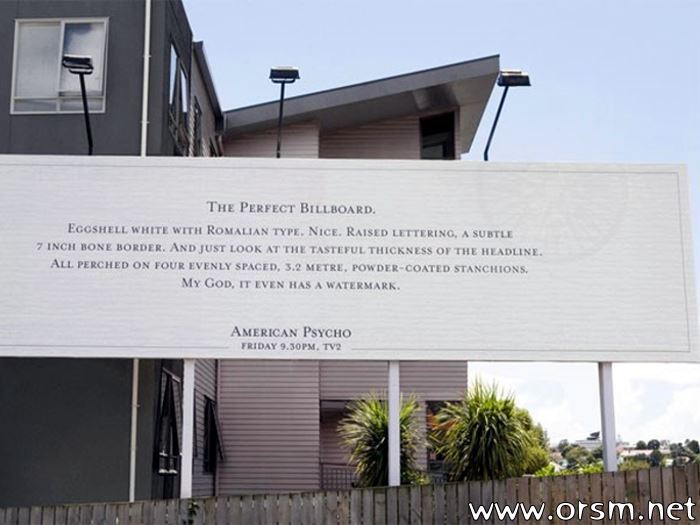 The Perfect Billboard.
Eggshell white with Romalian type. Nice. Raised lettering, a subtle
7 inch bone border. And just look at the tasteful thickness of the headline.
All perched on four evenly spaced, 3.2 metre, powder-coated stanchions.
My God, it even has a watermark.
American Psycho
Friday 9.30pm, TV2
www.orsm.net